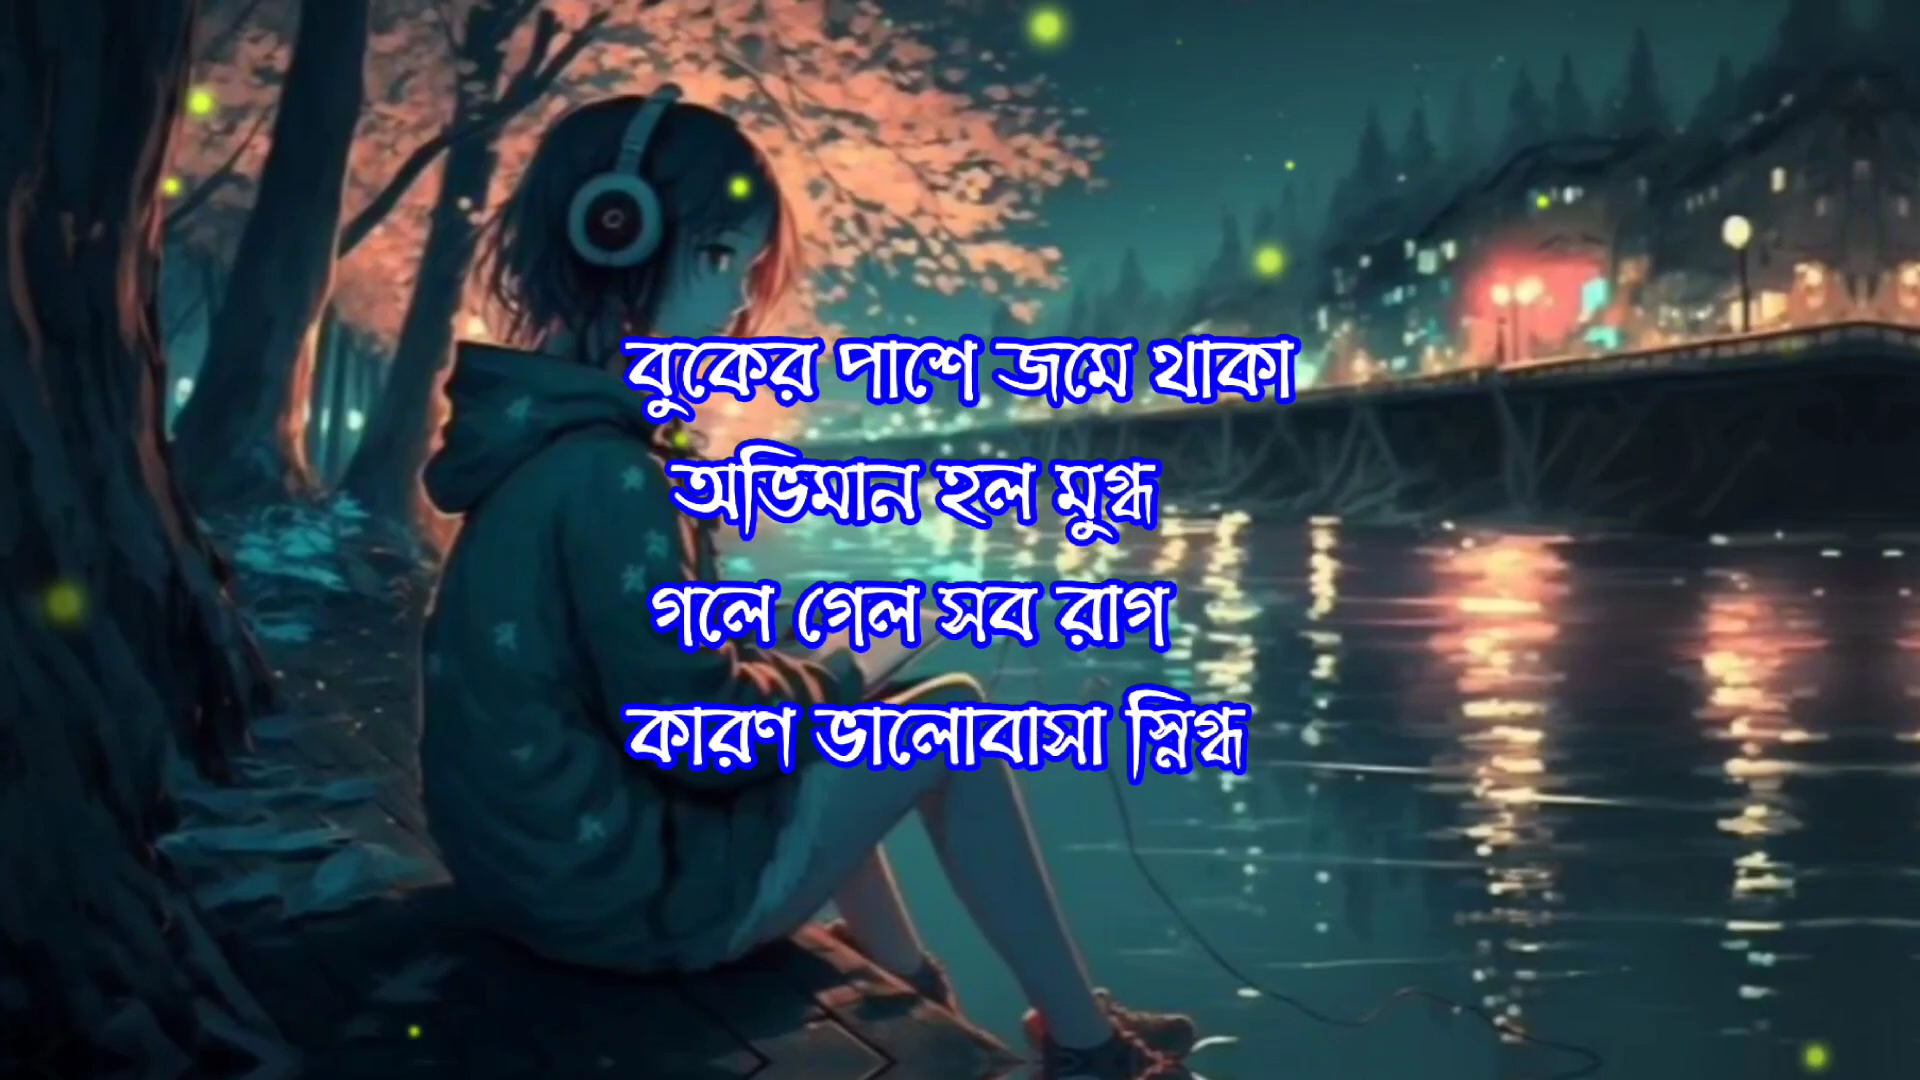 বুকের পাশে জমে থাকা
অভিমান হল মুগ্ধ
গলে গেল সব রাগ
কারণ ভালোবাসা স্নিগ্ধ